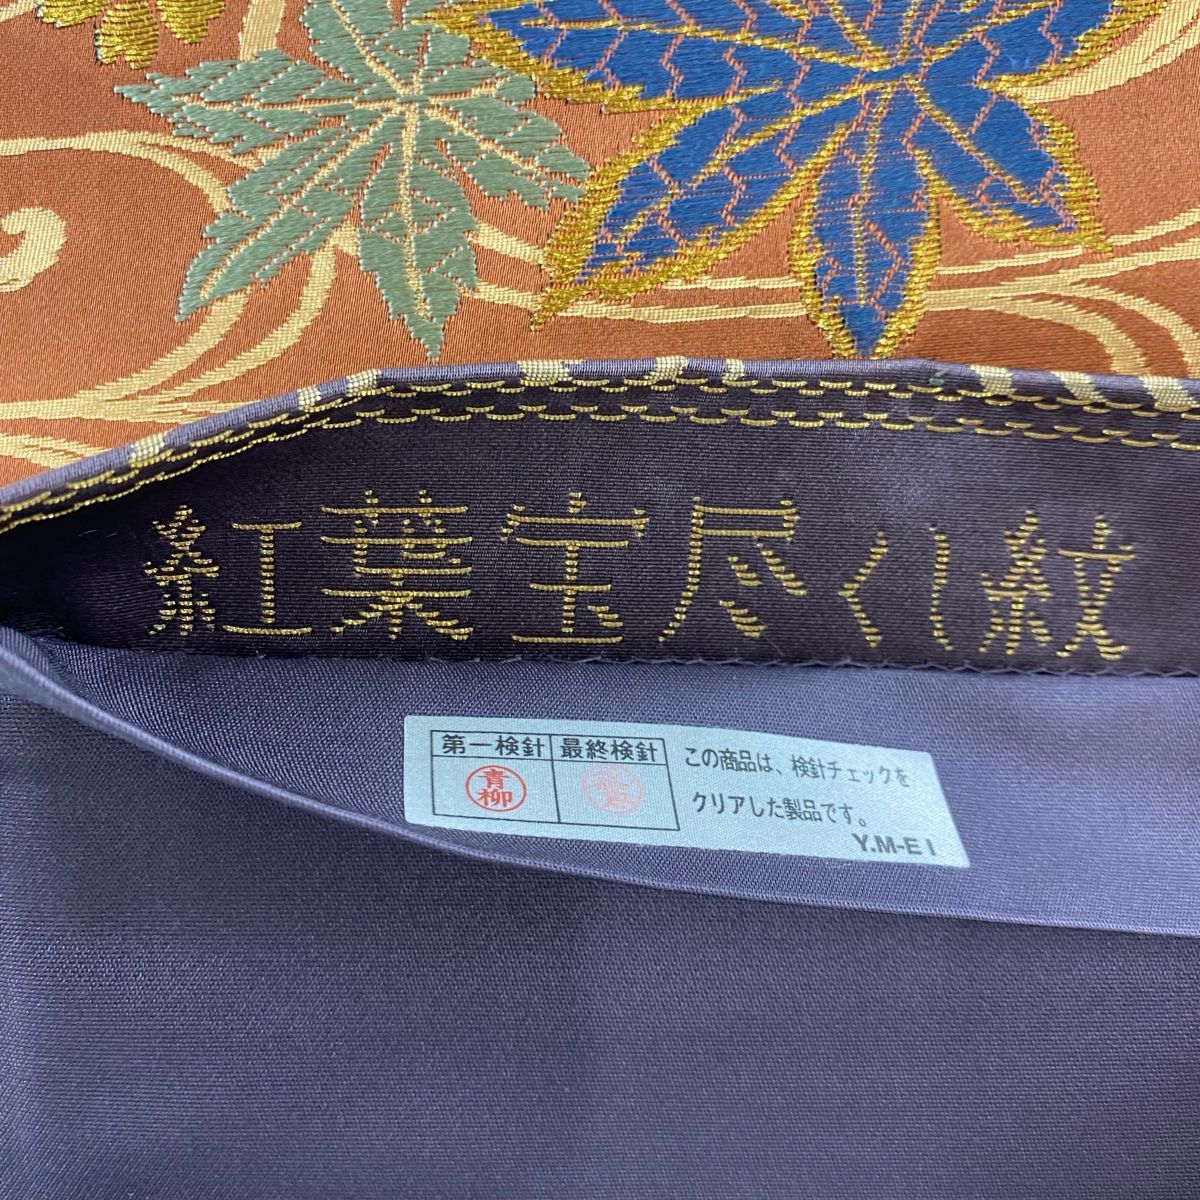 紅葉宝尽くし紋
第一検針 最終検針
青柳
この商品は、検針チェックを
クリアした製品です。
Y.M-E I